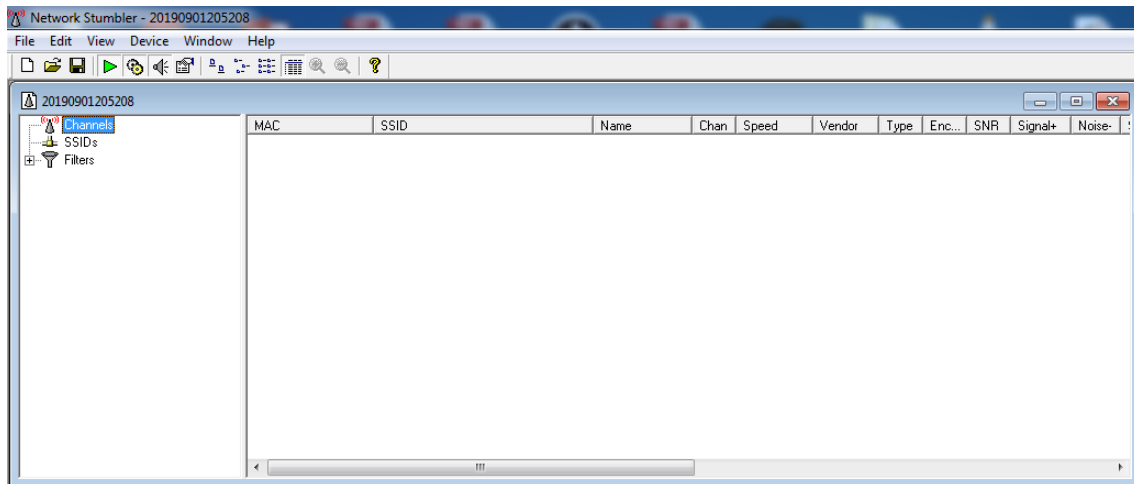 Network Stumbler - 20190901205208
File Edit View Device Window Help
20190901205208
Channels
SSIDs
Filters
MAC SSID Name Chan Speed Vendor Type Enc... SNR Signal+ Noise-